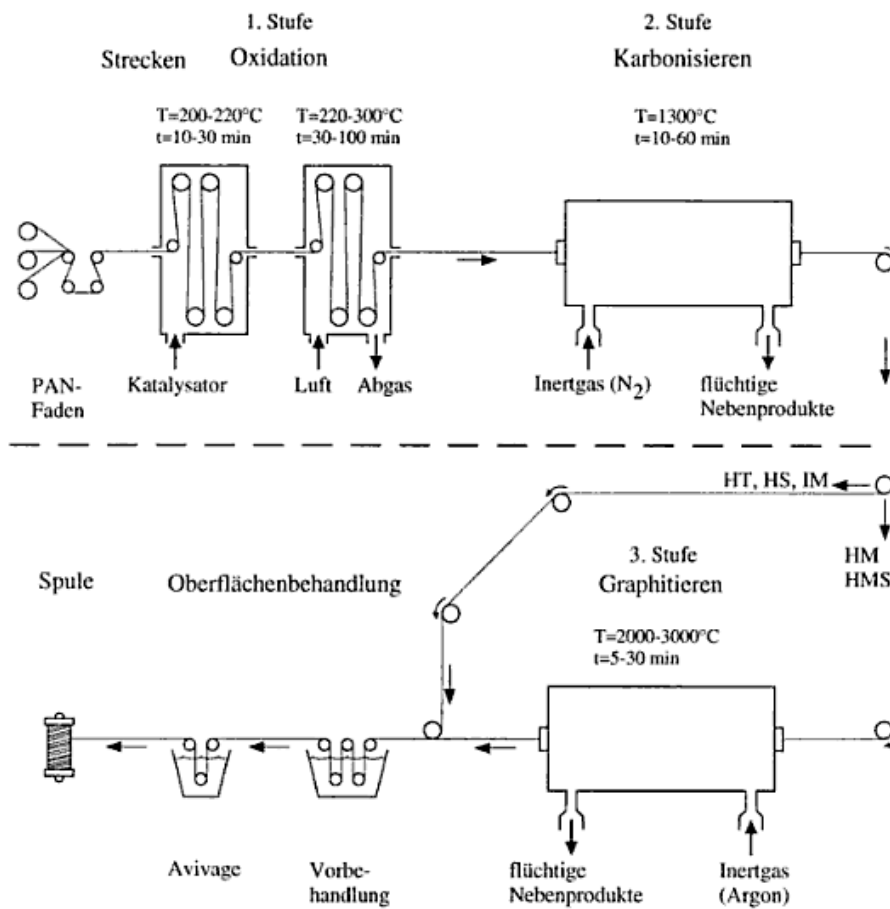 1. Stufe
2. Stufe
Strecken
Oxidation
Karbonisieren
T=200-220°C
t=10-30 min
T=220-300°C
t=30-100 min
T=1300°C
t=10-60 min
PAN-
Faden
Katalysator
Luft
Abgas
Inertgas (N2)
flüchtige
Nebenprodukte
HT, HS, IM
HM
HMS
Spule
Oberflächenbehandlung
3. Stufe
Graphitieren
T=2000-3000°C
t=5-30 min
Avivage
Vorbe-
handlung
flüchtige
Nebenprodukte
Inertgas
(Argon)